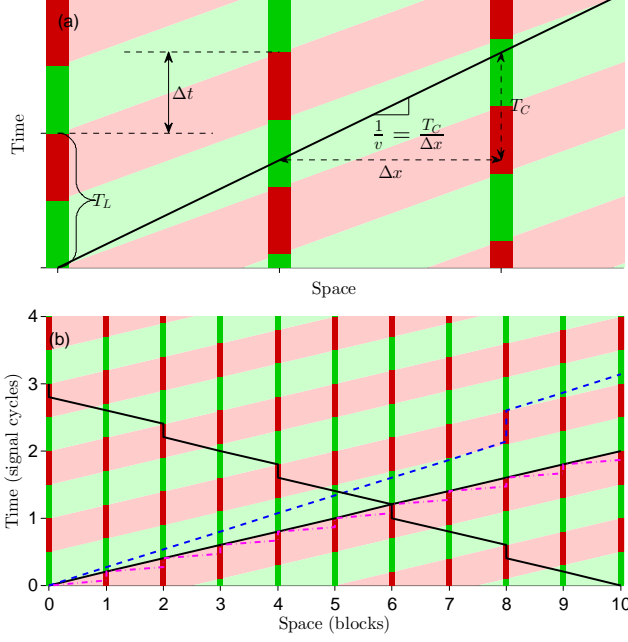 (a)
Time
Δt
T_L
1/v = T_C/Δx
T_C
Δx
Space
(b)
Time (signal cycles)
4
3
2
1
0
0 1 2 3 4 5 6 7 8 9 10
Space (blocks)